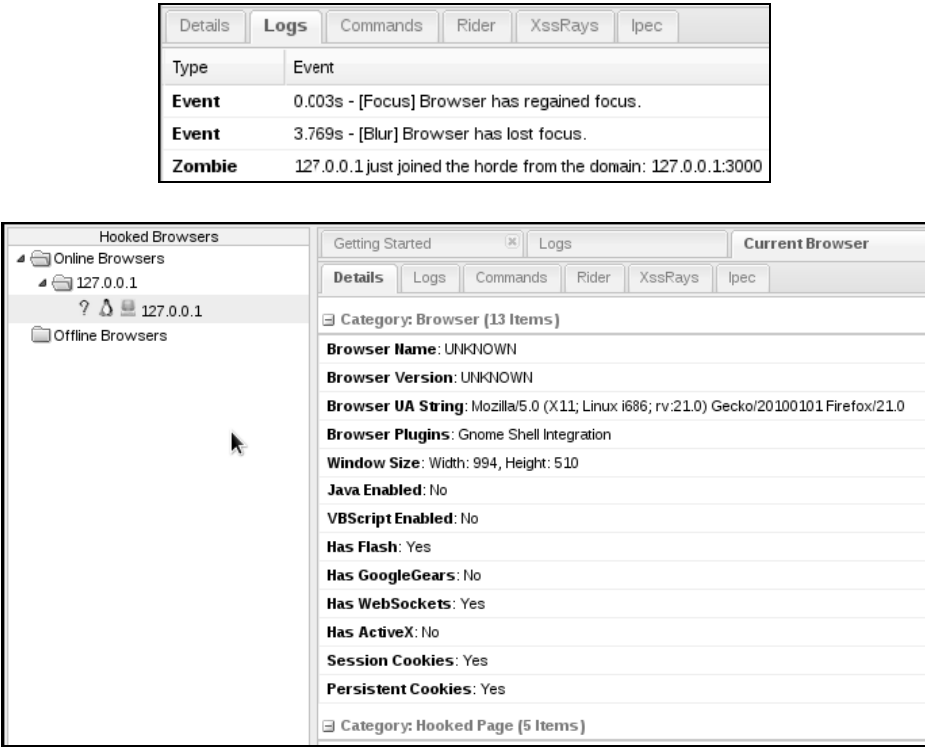 Details Logs Commands Rider XssRays Ipec
Type Event
Event 0.003s - [Focus] Browser has regained focus.
Event 3.769s - [Blur] Browser has lost focus.
Zombie 127.0.0.1 just joined the horde from the domain: 127.0.0.1:3000
Hooked Browsers
Online Browsers
127.0.0.1
? 127.0.0.1
Offline Browsers
Getting Started Logs Current Browser
Details Logs Commands Rider XssRays Ipec
Category: Browser (13 Items)
Browser Name: UNKNOWN
Browser Version: UNKNOWN
Browser UA String: Mozilla/5.0 (X11; Linux i686; rv:21.0) Gecko/20100101 Firefox/21.0
Browser Plugins: Gnome Shell Integration
Window Size: Width: 994, Height: 510
Java Enabled: No
VBScript Enabled: No
Has Flash: Yes
Has GoogleGears: No
Has WebSockets: Yes
Has ActiveX: No
Session Cookies: Yes
Persistent Cookies: Yes
Category: Hooked Page (5 Items)